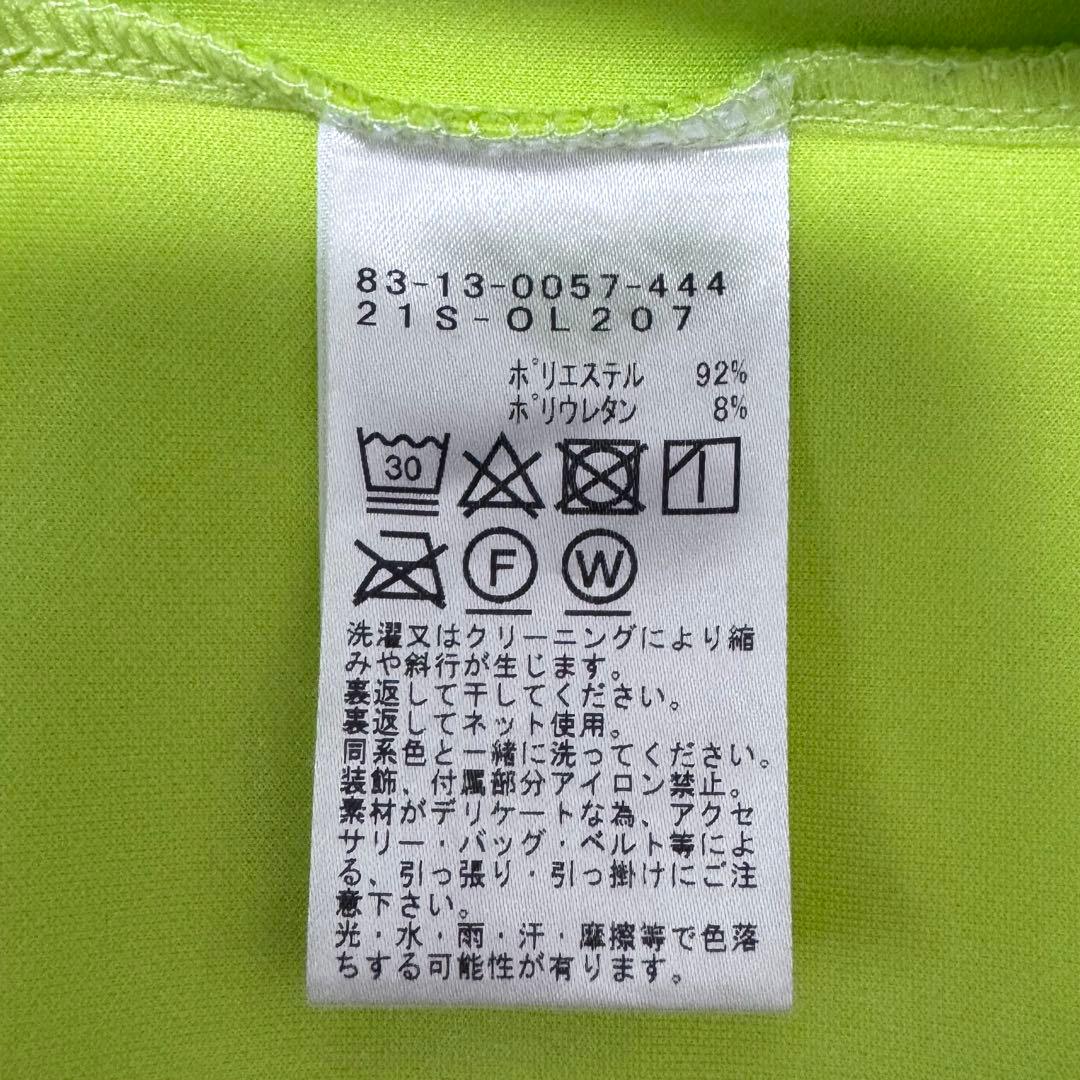 83-13-0057-444
21S-OL207
ポリエステル 92%
ポリウレタン 8%
30
F W
洗濯又はクリーニングにより縮
みや斜行が生じます。
裏返して干してください。
裏返してネット使用。
同系色と一緒に洗ってください。
装飾、付属部分アイロン禁止。
素材がデリケートな為、アクセ
サリー・バッグ・ベルト等によ
る、引っ張り・引っ掛けにご注
意下さい。
光・水・雨・汗・摩擦等で色落
ちする可能性が有ります。